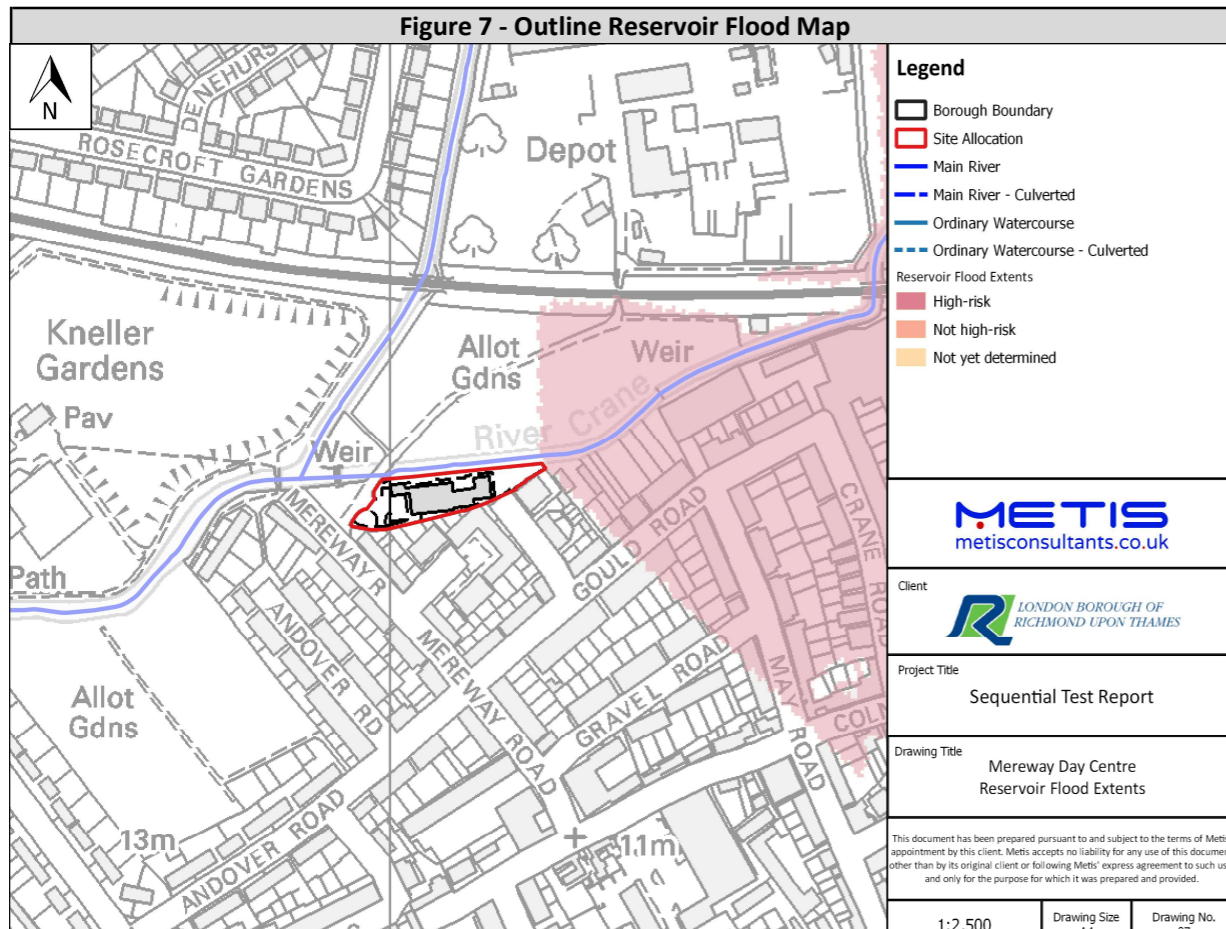 Figure 7 - Outline Reservoir Flood Map
N
DENEHURS
ROSECROFT GARDENS
Depot
Kneller
Gardens
Pav
Allot
Gdns
Weir
River Crane
Weir
MEREWAY R
Path
GOULD ROAD
CRANE ROAD
ANDOVER RD
MEREWAY ROAD
GRAVEL ROAD
MAY ROAD
COLN
Allot
Gdns
13m
ANDOVER ROAD
11m
Legend
Borough Boundary
Site Allocation
Main River
Main River - Culverted
Ordinary Watercourse
Ordinary Watercourse - Culverted
Reservoir Flood Extents
High-risk
Not high-risk
Not yet determined
METIS
metisconsultants.co.uk
Client
LONDON BOROUGH OF
RICHMOND UPON THAMES
Project Title
Sequential Test Report
Drawing Title
Mereway Day Centre
Reservoir Flood Extents
This document has been prepared pursuant to and subject to the terms of Metis
appointment by this client. Metis accepts no liability for any use of this documen
other than by its original client or following Metis' express agreement to such us
and only for the purpose for which it was prepared and provided.
1:2,500
Drawing Size
Drawing No.